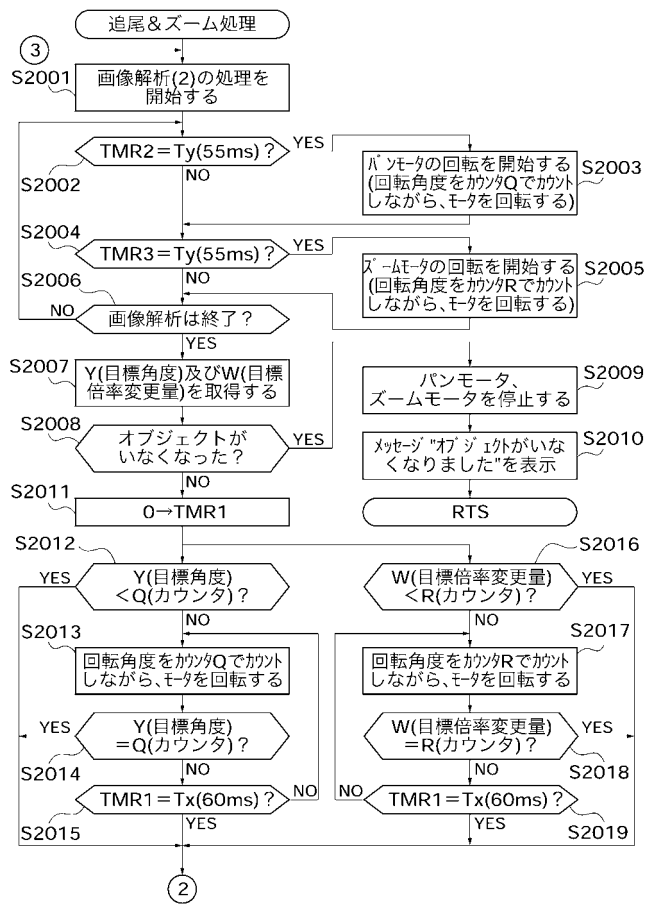 追尾&ズーム処理
③
S2001
画像解析(2)の処理を
開始する
TMR2=Ty(55ms)?
YES
NO
S2002
パンモータの回転を開始する
(回転角度をカウンタQでカウント
しながら、モータを回転する)
S2003
S2004
TMR3=Ty(55ms)?
YES
NO
ズームモータの回転を開始する
(回転角度をカウンタRでカウント
しながら、モータを回転する)
S2005
S2006
NO
画像解析は終了?
YES
S2007
Y(目標角度)及びW(目標
倍率変更量)を取得する
パンモータ、
ズームモータを停止する
S2009
S2008
オブジェクトが
いなくなった?
YES
NO
メッセージ"オブジェクトがいな
くなりました"を表示
S2010
S2011
0→TMR1
RTS
S2012
YES
Y(目標角度)
<Q(カウンタ)?
NO
S2016
W(目標倍率変更量)
<R(カウンタ)?
YES
NO
S2013
回転角度をカウンタQでカウント
しながら、モータを回転する
S2017
回転角度をカウンタRでカウント
しながら、モータを回転する
YES
Y(目標角度)
=Q(カウンタ)?
S2014
NO
W(目標倍率変更量)
=R(カウンタ)?
YES
S2018
NO
TMR1=Tx(60ms)?
NO
S2015
YES
NO
TMR1=Tx(60ms)?
S2019
YES
②